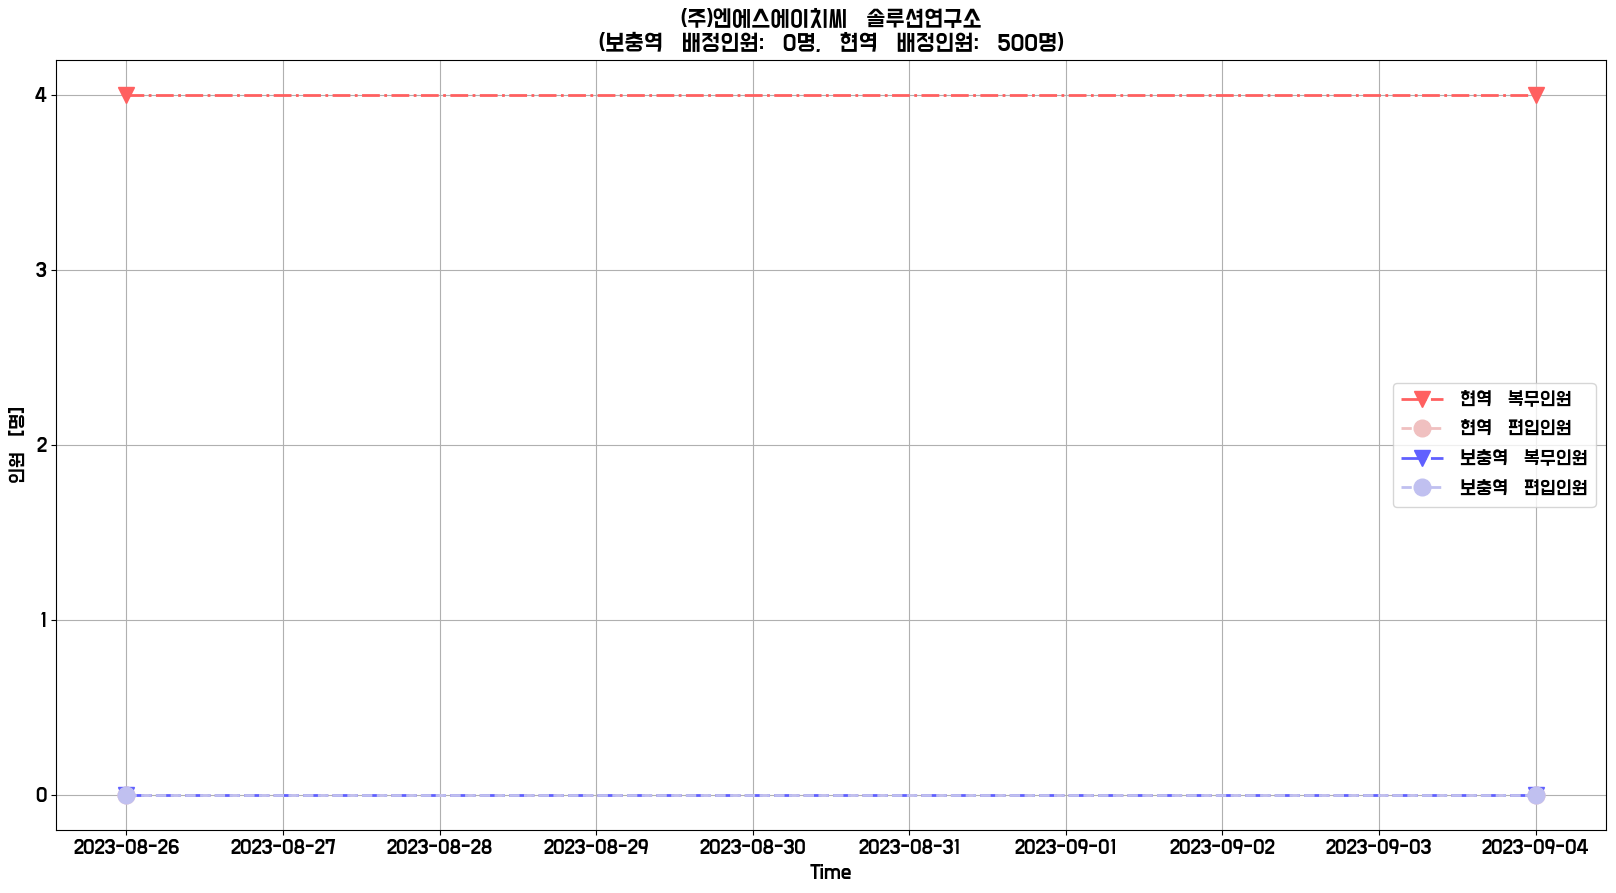 (주)엔에스에이치씨 솔루션연구소
(보충역 배정인원: 0명, 현역 배정인원: 500명)
4
3
2
1
0
인원 [명]
현역 복무인원
현역 편입인원
보충역 복무인원
보충역 편입인원
2023-08-26 2023-08-27 2023-08-28 2023-08-29 2023-08-30 2023-08-31 2023-09-01 2023-09-02 2023-09-03 2023-09-04
Time